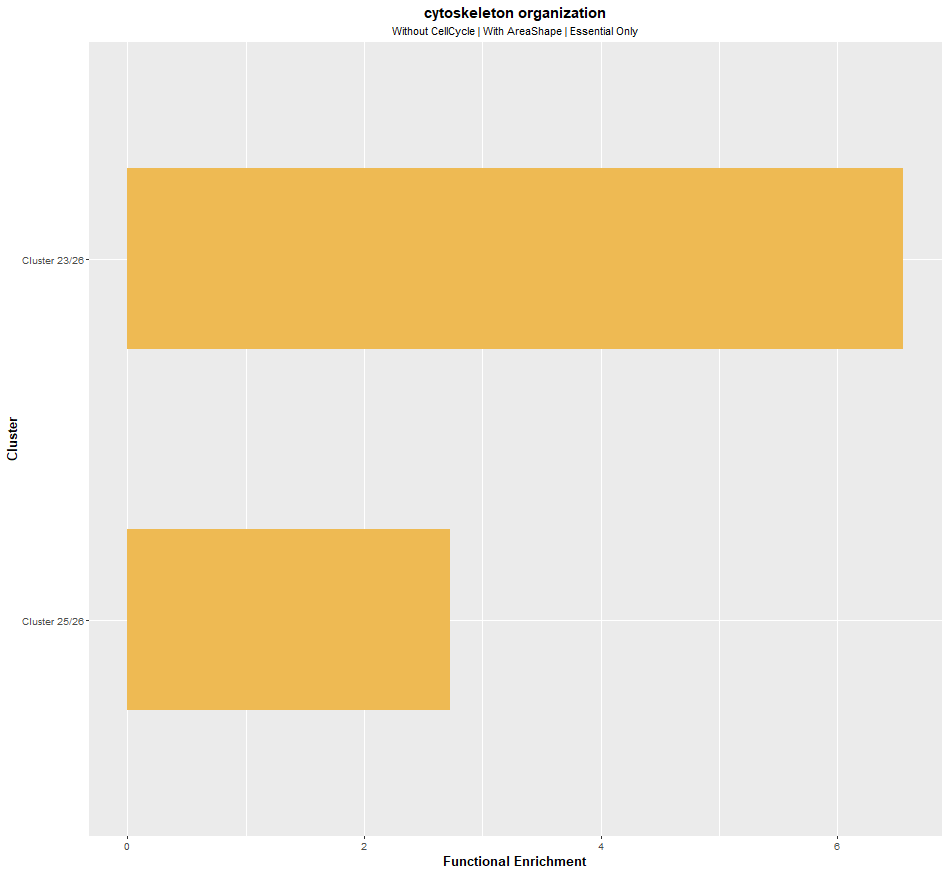 cytoskeleton organization
Without CellCycle | With AreaShape | Essential Only
Cluster
Cluster 23/26
Cluster 25/26
0 2 4 6
Functional Enrichment